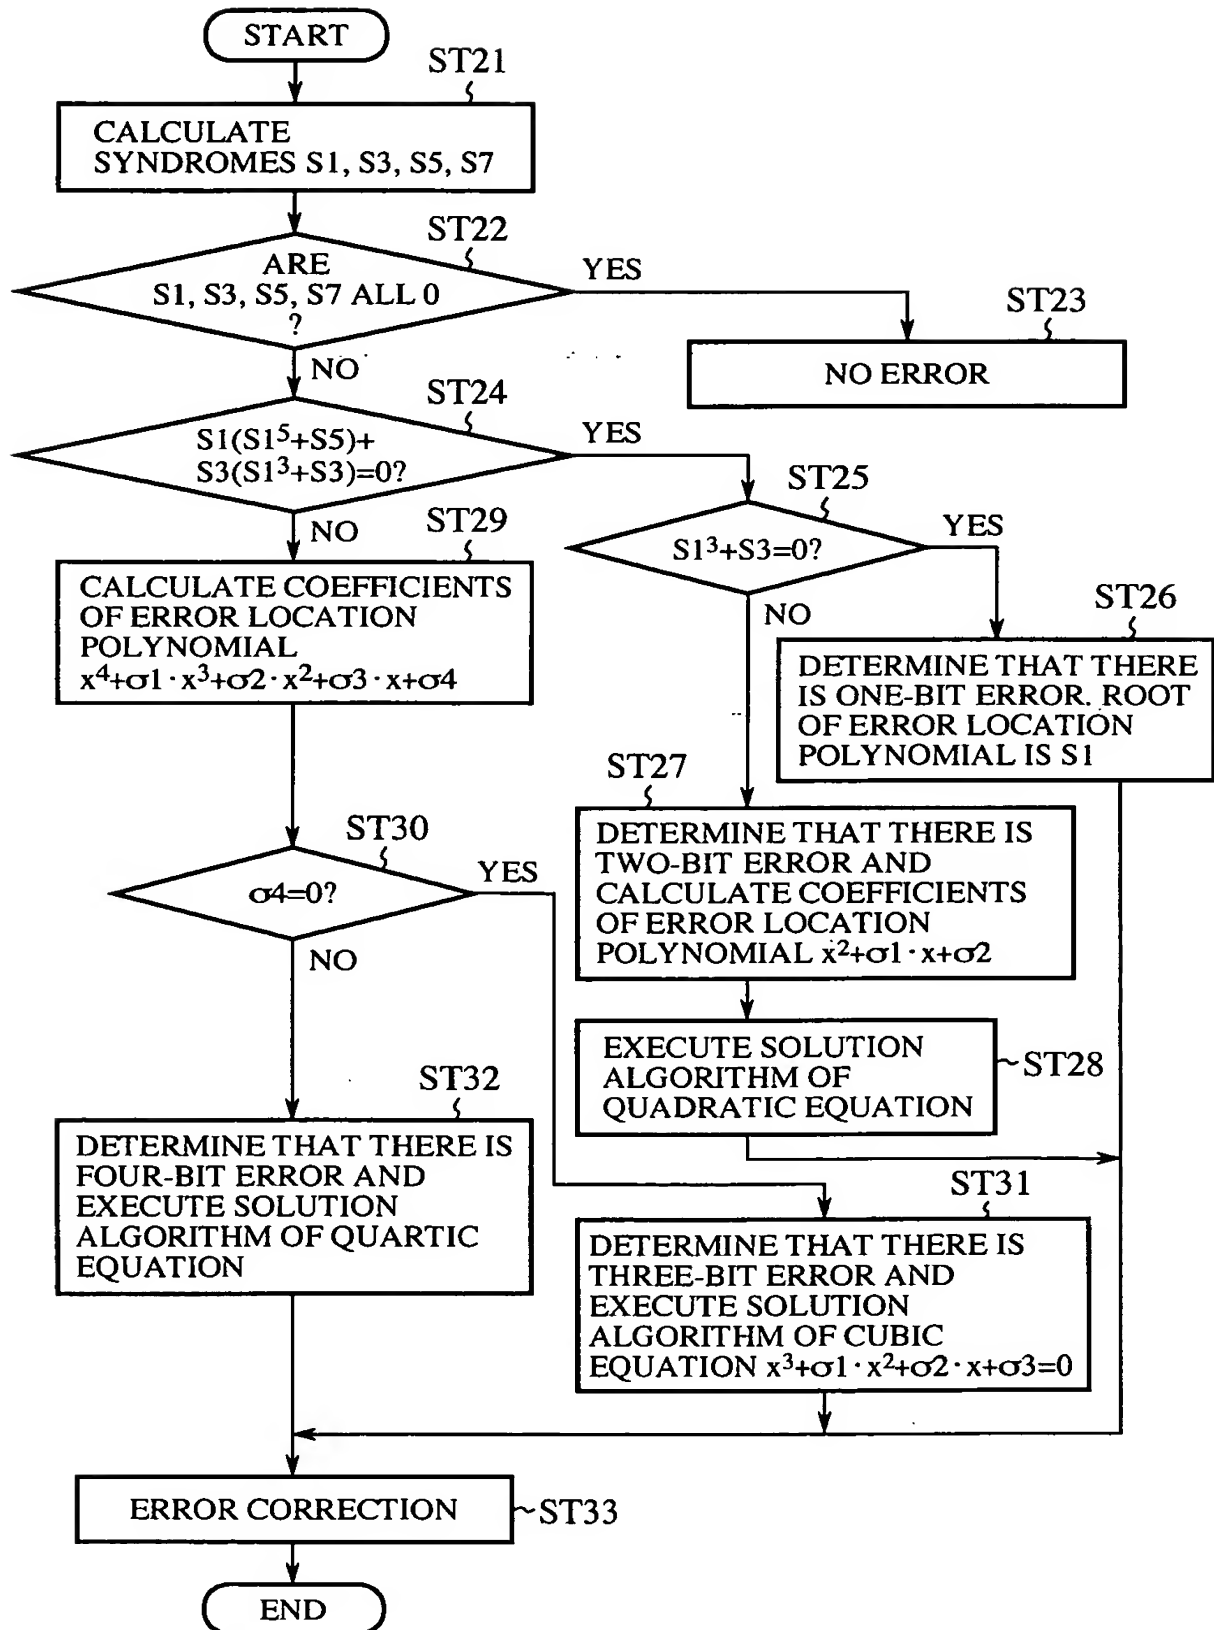 START
ST21
CALCULATE
SYNDROMES S1, S3, S5, S7
ST22
ARE
S1, S3, S5, S7 ALL 0
?
YES
NO
ST23
NO ERROR
ST24
S1(S1⁵+S5)+
S3(S1³+S3)=0?
YES
NO
ST25
S1³+S3=0?
YES
NO
ST29
CALCULATE COEFFICIENTS
OF ERROR LOCATION
POLYNOMIAL
x⁴+σ1·x³+σ2·x²+σ3·x+σ4
ST26
DETERMINE THAT THERE
IS ONE-BIT ERROR. ROOT
OF ERROR LOCATION
POLYNOMIAL IS S1
ST27
DETERMINE THAT THERE IS
TWO-BIT ERROR AND
CALCULATE COEFFICIENTS
OF ERROR LOCATION
POLYNOMIAL x²+σ1·x+σ2
ST30
σ4=0?
YES
NO
EXECUTE SOLUTION
ALGORITHM OF
QUADRATIC EQUATION
ST28
ST32
DETERMINE THAT THERE IS
FOUR-BIT ERROR AND
EXECUTE SOLUTION
ALGORITHM OF QUARTIC
EQUATION
ST31
DETERMINE THAT THERE IS
THREE-BIT ERROR AND
EXECUTE SOLUTION
ALGORITHM OF CUBIC
EQUATION x³+σ1·x²+σ2·x+σ3=0
ERROR CORRECTION
ST33
END